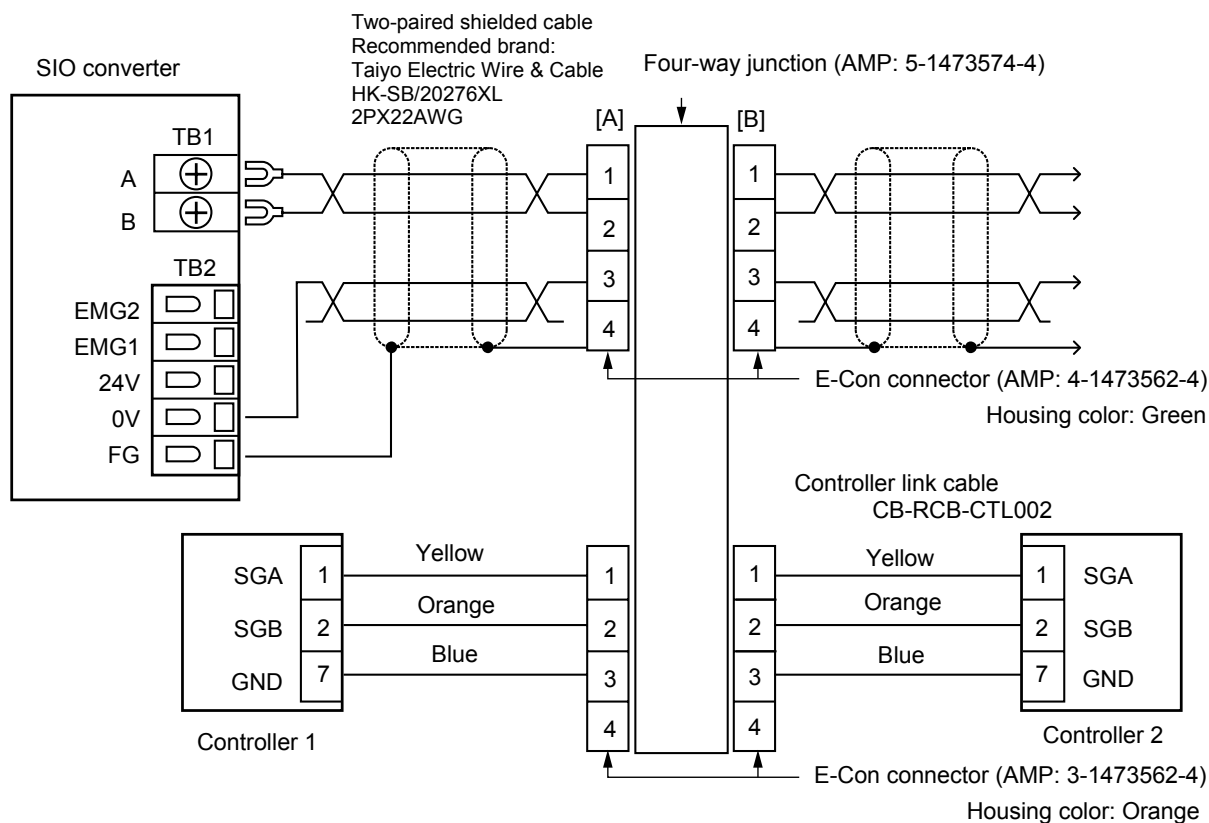 Two-paired shielded cable
Recommended brand:
Taiyo Electric Wire & Cable
HK-SB/20276XL
2PX22AWG
Four-way junction (AMP: 5-1473574-4)
SIO converter
[A]
[B]
TB1
A
B
TB2
EMG2
EMG1
24V
0V
FG
1
2
3
4
1
2
3
4
E-Con connector (AMP: 4-1473562-4)
Housing color: Green
Controller link cable
CB-RCB-CTL002
SGA 1 Yellow 1
SGB 2 Orange 2
GND 7 Blue 3
4
Controller 1
1 Yellow 1 SGA
2 Orange 2 SGB
3 Blue 7 GND
4
Controller 2
E-Con connector (AMP: 3-1473562-4)
Housing color: Orange